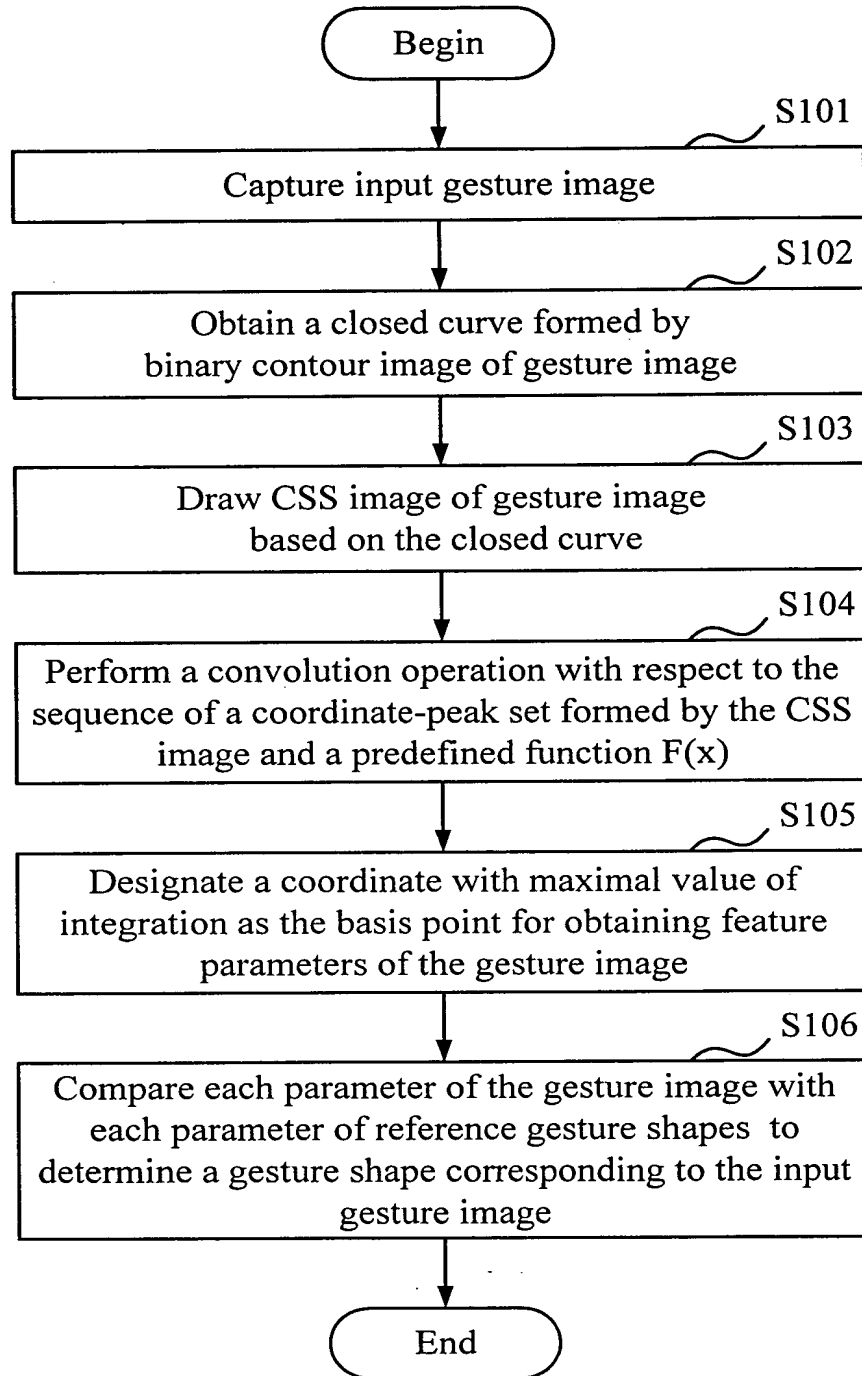 Begin
S101
Capture input gesture image
S102
Obtain a closed curve formed by
binary contour image of gesture image
S103
Draw CSS image of gesture image
based on the closed curve
S104
Perform a convolution operation with respect to the
sequence of a coordinate-peak set formed by the CSS
image and a predefined function F(x)
S105
Designate a coordinate with maximal value of
integration as the basis point for obtaining feature
parameters of the gesture image
S106
Compare each parameter of the gesture image with
each parameter of reference gesture shapes to
determine a gesture shape corresponding to the input
gesture image
End